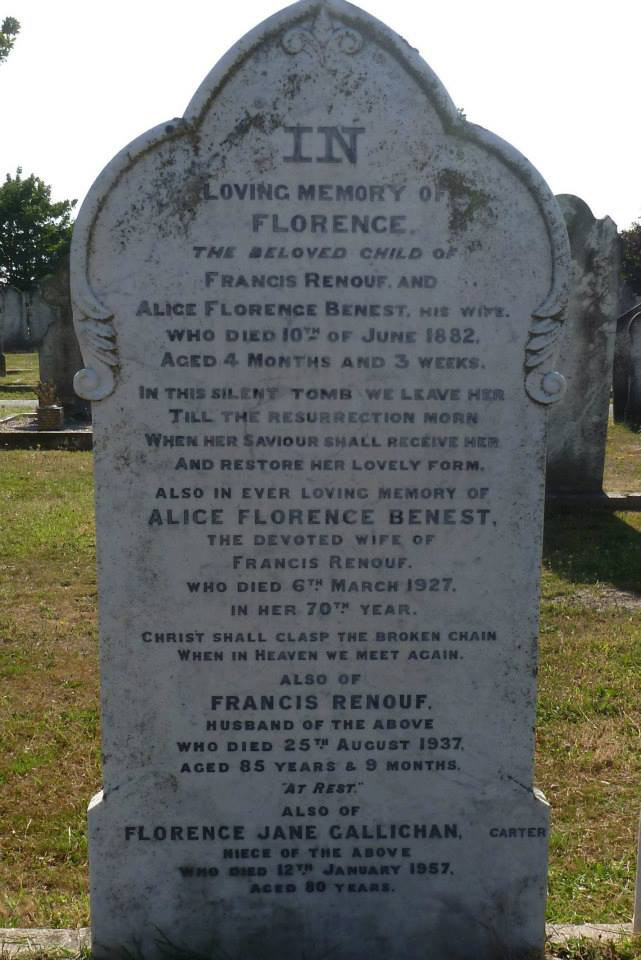 IN
LOVING MEMORY OF
FLORENCE.
THE BELOVED CHILD OF
FRANCIS RENOUF, AND
ALICE FLORENCE BENEST, HIS WIFE.
WHO DIED 10TH OF JUNE 1882,
AGED 4 MONTHS AND 3 WEEKS.
IN THIS SILENT TOMB WE LEAVE HER
TILL THE RESURRECTION MORN
WHEN HER SAVIOUR SHALL RECEIVE HER
AND RESTORE HER LOVELY FORM.
ALSO IN EVER LOVING MEMORY OF
ALICE FLORENCE BENEST,
THE DEVOTED WIFE OF
FRANCIS RENOUF.
WHO DIED 6TH MARCH 1927,
IN HER 70TH YEAR.
CHRIST SHALL CLASP THE BROKEN CHAIN
WHEN IN HEAVEN WE MEET AGAIN.
ALSO OF
FRANCIS RENOUF,
HUSBAND OF THE ABOVE
WHO DIED 25TH AUGUST 1937,
AGED 85 YEARS & 9 MONTHS.
"AT REST."
ALSO OF
FLORENCE JANE GALLICHAN, CARTER
NIECE OF THE ABOVE
WHO DIED 12TH JANUARY 1957,
AGED 80 YEARS.